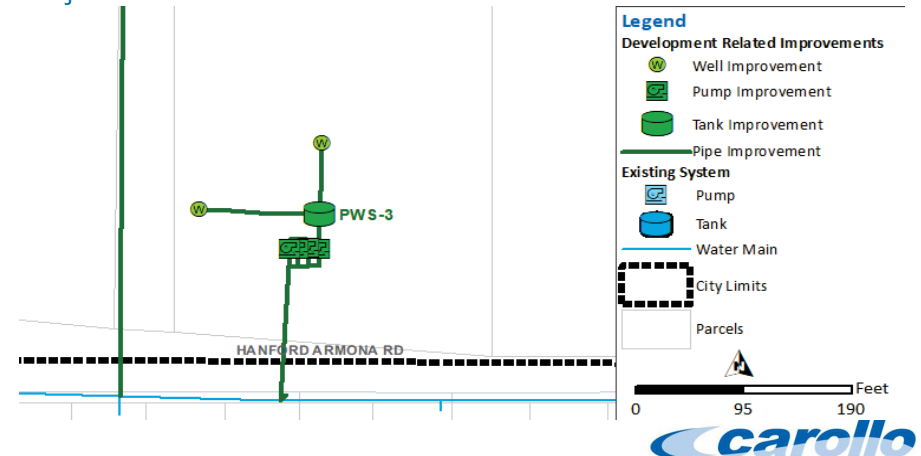 W
W
PWS-3
HANFORD ARMONA RD
Legend
Development Related Improvements
W Well Improvement
Pump Improvement
Tank Improvement
Pipe Improvement
Existing System
Pump
Tank
Water Main
City Limits
Parcels
N
Feet
0 95 190
carollo